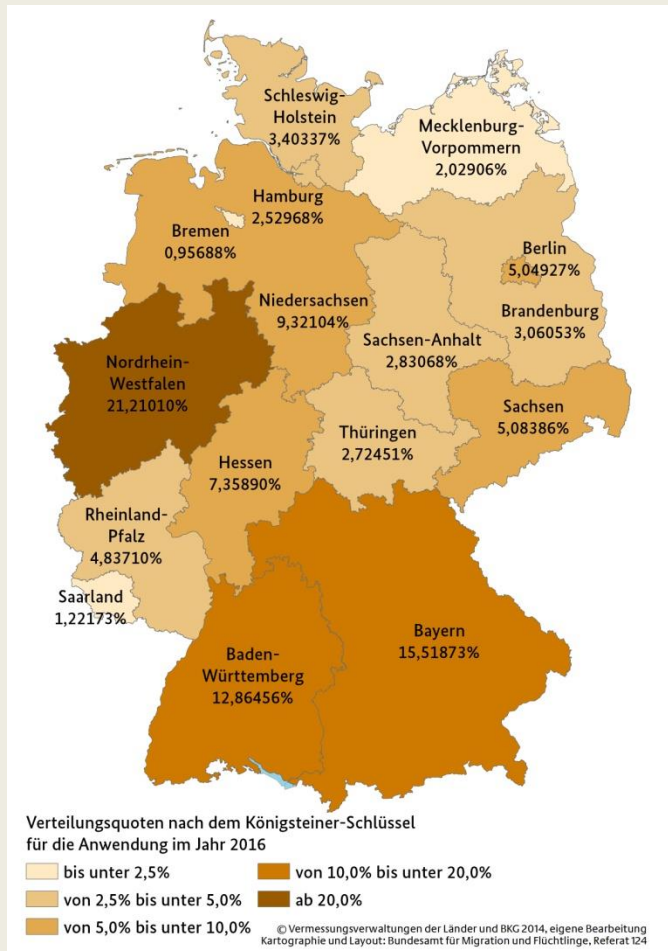 Schleswig-
Holstein
3,40337%
Mecklenburg-
Vorpommern
2,02906%
Hamburg
2,52968%
Bremen
0,95688%
Berlin
5,04927%
Niedersachsen
9,32104%
Brandenburg
3,06053%
Sachsen-Anhalt
2,83068%
Nordrhein-
Westfalen
21,21010%
Sachsen
5,08386%
Thüringen
2,72451%
Hessen
7,35890%
Rheinland-
Pfalz
4,83710%
Saarland
1,22173%
Bayern
15,51873%
Baden-
Württemberg
12,86456%
Verteilungsquoten nach dem Königsteiner-Schlüssel
für die Anwendung im Jahr 2016
bis unter 2,5%
von 2,5% bis unter 5,0%
von 5,0% bis unter 10,0%
von 10,0% bis unter 20,0%
ab 20,0%
© Vermessungsverwaltungen der Länder und BKG 2014, eigene Bearbeitung
Kartographie und Layout: Bundesamt für Migration und Flüchtlinge, Referat 124